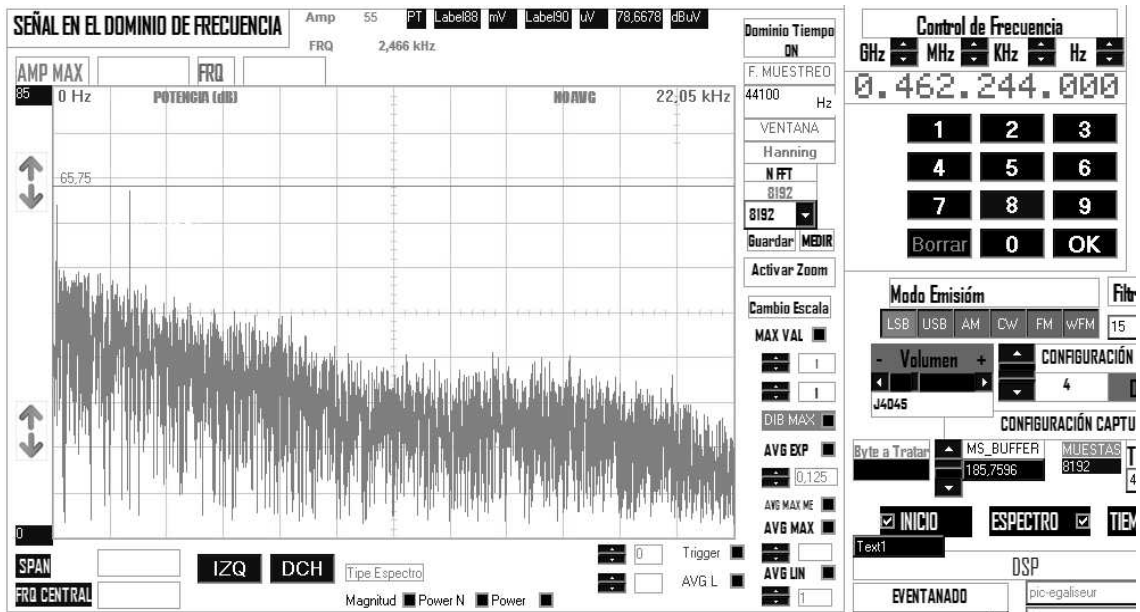 SEÑAL EN EL DOMINIO DE FRECUENCIA
Amp 55 PT Label88 mV Label90 uV 78,6678 dBuV
FRQ 2,466 kHz
AMP MAX FRQ
85 0 Hz POTENCIA (dB) NO AVG 22,05 kHz
65,75
0
SPAN
FRQ CENTRAL
IZQ DCH
Tipe Espectro
Magnitud Power N Power
0 Trigger
AVG L
Dominio Tiempo
ON
F. MUESTREO
44100 Hz
VENTANA
Hanning
N FFT
8192
8192
Guardar MEDIR
Activar Zoom
Cambio Escala
MAX VAL
1
1
DIB MAX
AVG EXP
0,125
AVG MAX ME
AVG MAX
AVG LIN
1
Control de Frecuencia
GHz MHz KHz Hz
0.462.244.000
1 2 3
4 5 6
7 8 9
Borrar 0 OK
Modo Emisióm
LSB USB AM CW FM WFM
15
- Volumen +
J4045
CONFIGURACIÓN
4
CONFIGURACIÓN CAPTU
Byte a Tratar
MS_BUFFER
185,7596
MUESTAS
8192
4
INICIO ESPECTRO TIEM
Text1
DSP
EVENTANADO
pic-egaliseur